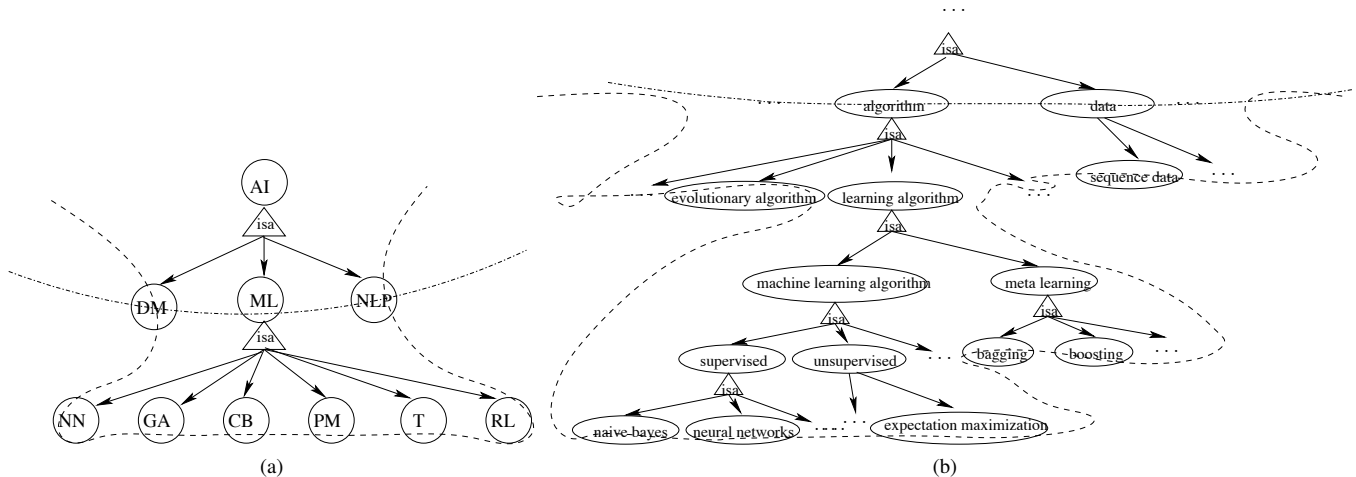 AI
isa
DM
ML
NLP
isa
NN
GA
CB
PM
T
RL
(a)
...
isa
...
algorithm
data
...
isa
...
evolutionary algorithm
learning algorithm
...
sequence data
...
isa
machine learning algorithm
meta learning
isa
isa
supervised
unsupervised
...
bagging
boosting
...
isa
...
naive bayes
neural networks
......
expectation maximization
(b)